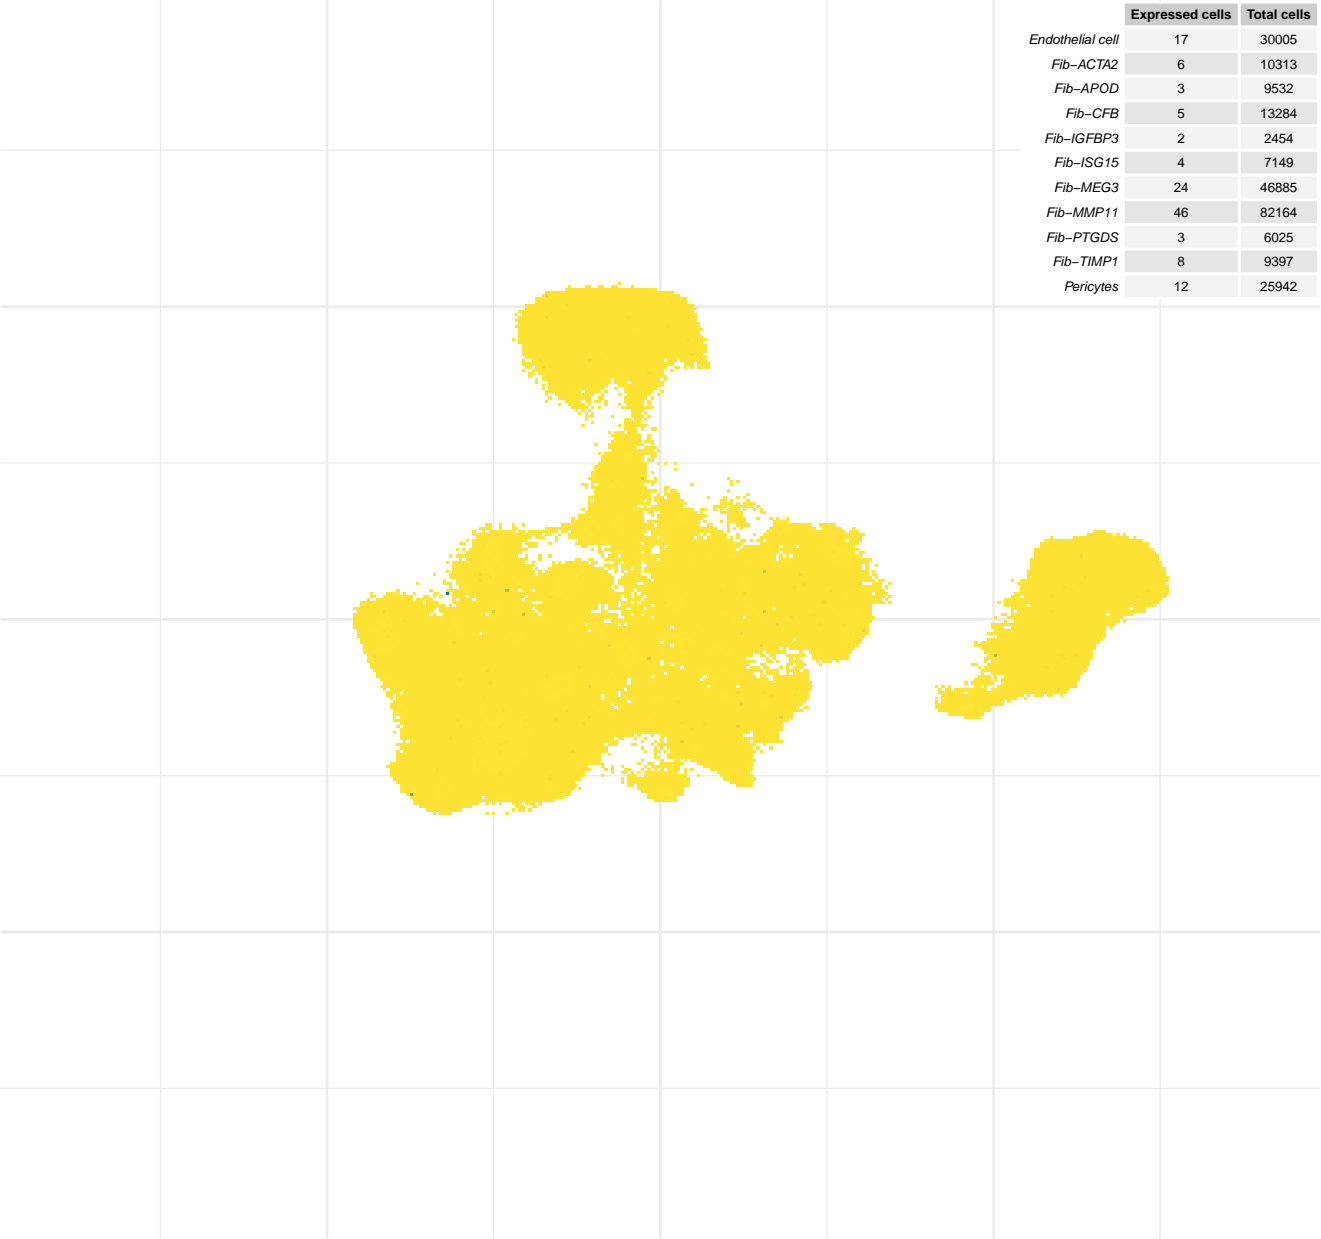 Expressed cells Total cells
Endothelial cell 17 30005
Fib−ACTA2 6 10313
Fib−APOD 3 9532
Fib−CFB 5 13284
Fib−IGFBP3 2 2454
Fib−ISG15 4 7149
Fib−MEG3 24 46885
Fib−MMP11 46 82164
Fib−PTGDS 3 6025
Fib−TIMP1 8 9397
Pericytes 12 25942